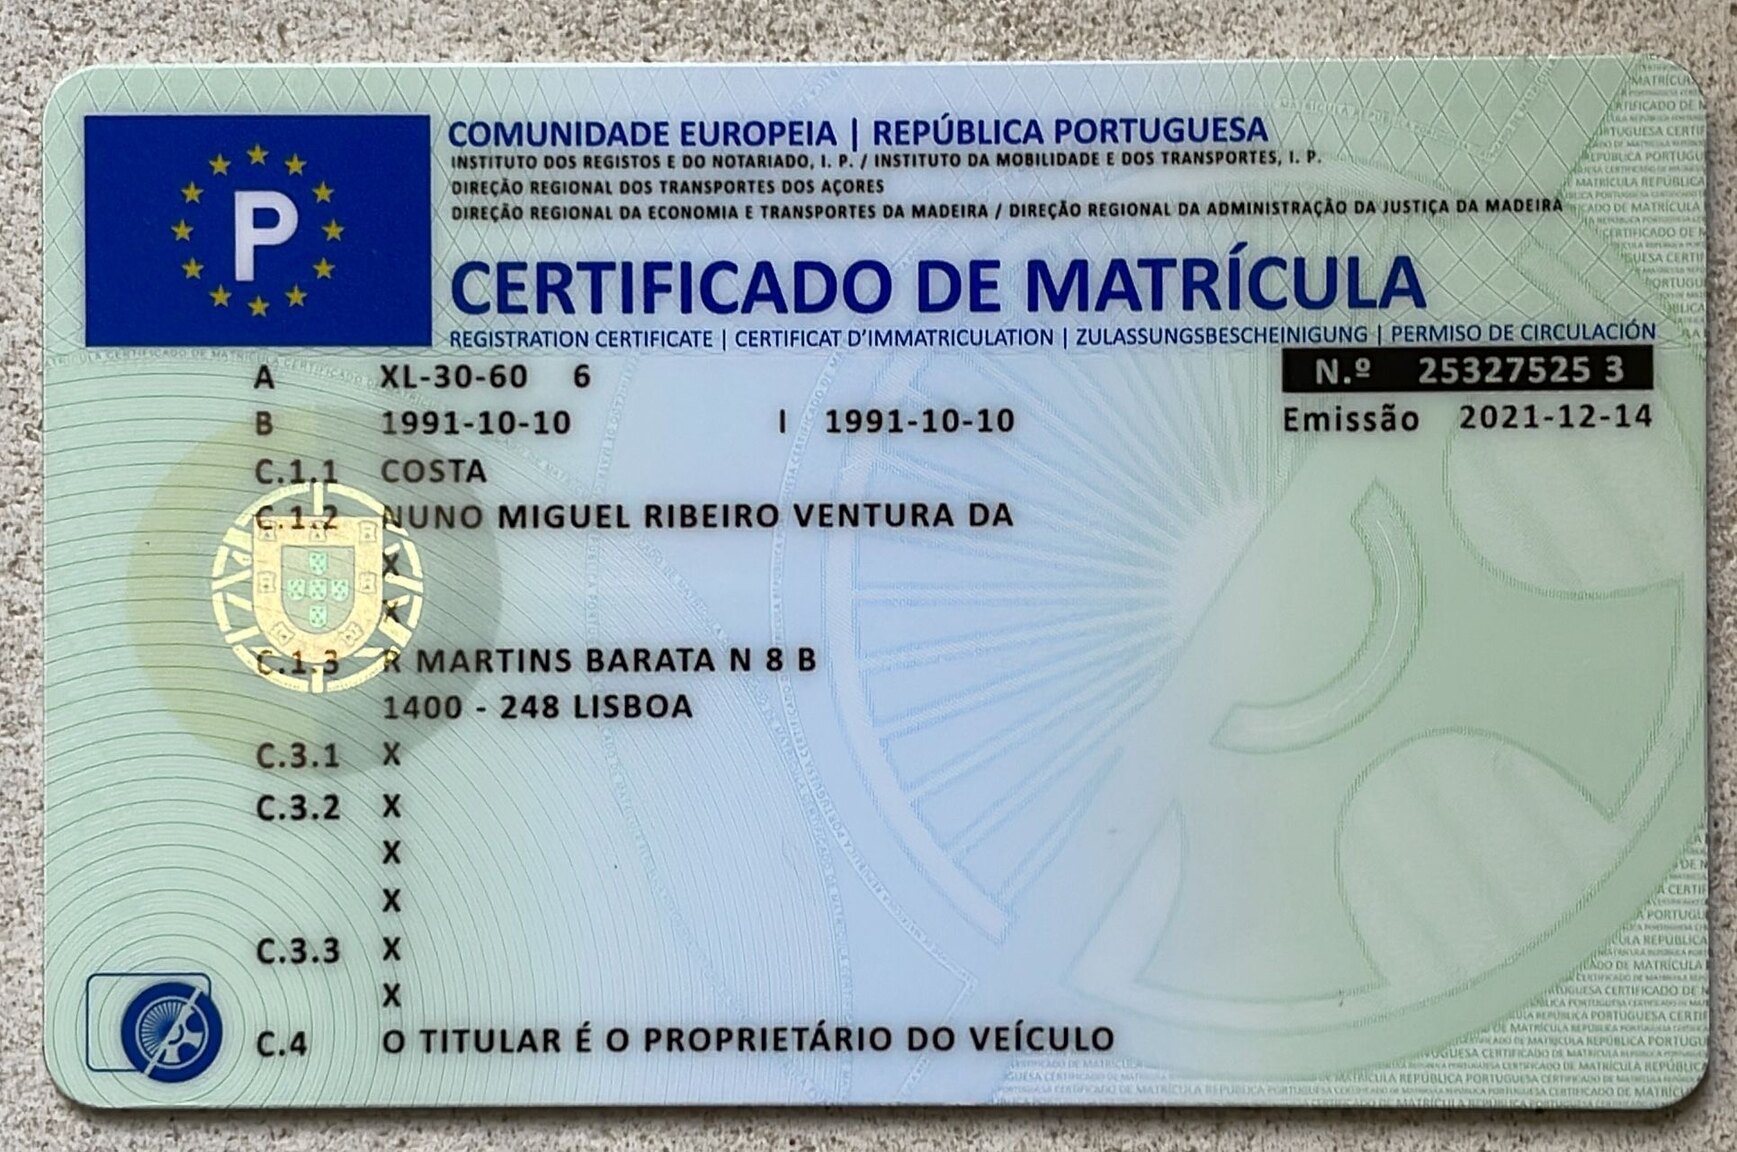 P
COMUNIDADE EUROPEIA | REPÚBLICA PORTUGUESA
INSTITUTO DOS REGISTOS E DO NOTARIADO, I. P. / INSTITUTO DA MOBILIDADE E DOS TRANSPORTES, I. P.
DIREÇÃO REGIONAL DOS TRANSPORTES DOS AÇORES
DIREÇÃO REGIONAL DA ECONOMIA E TRANSPORTES DA MADEIRA / DIREÇÃO REGIONAL DA ADMINISTRAÇÃO DA JUSTIÇA DA MADEIRA
CERTIFICADO DE MATRÍCULA
REGISTRATION CERTIFICATE | CERTIFICAT D'IMMATRICULATION | ZULASSUNGSBESCHEINIGUNG | PERMISO DE CIRCULACIÓN
A XL-30-60 6 N.º 25327525 3
B 1991-10-10 I 1991-10-10 Emissão 2021-12-14
C.1.1 COSTA
C.1.2 NUNO MIGUEL RIBEIRO VENTURA DA
X
X
C.1.3 R MARTINS BARATA N 8 B
1400 - 248 LISBOA
C.3.1 X
C.3.2 X
X
X
C.3.3 X
X
C.4 O TITULAR É O PROPRIETÁRIO DO VEÍCULO